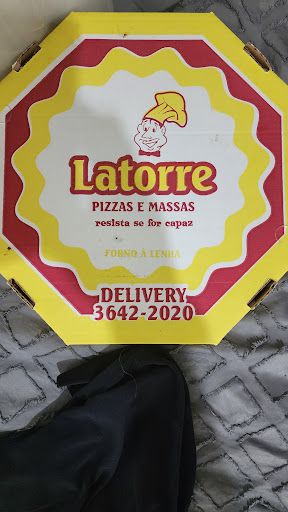 Latorre
PIZZAS E MASSAS
resista se for capaz
FORNO À LENHA
DELIVERY
3642-2020